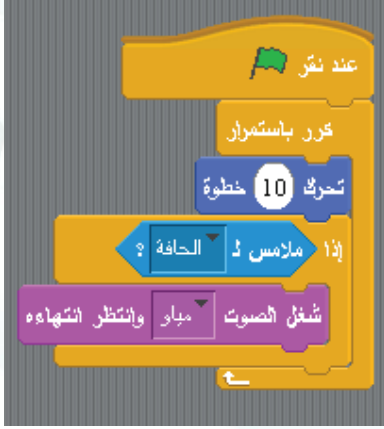 عند نقر
كرر باستمرار
تحرك 10 خطوة
إذا ملامس لـ الحافة ؟
شغل الصوت مياو وانتظر انتهاءه